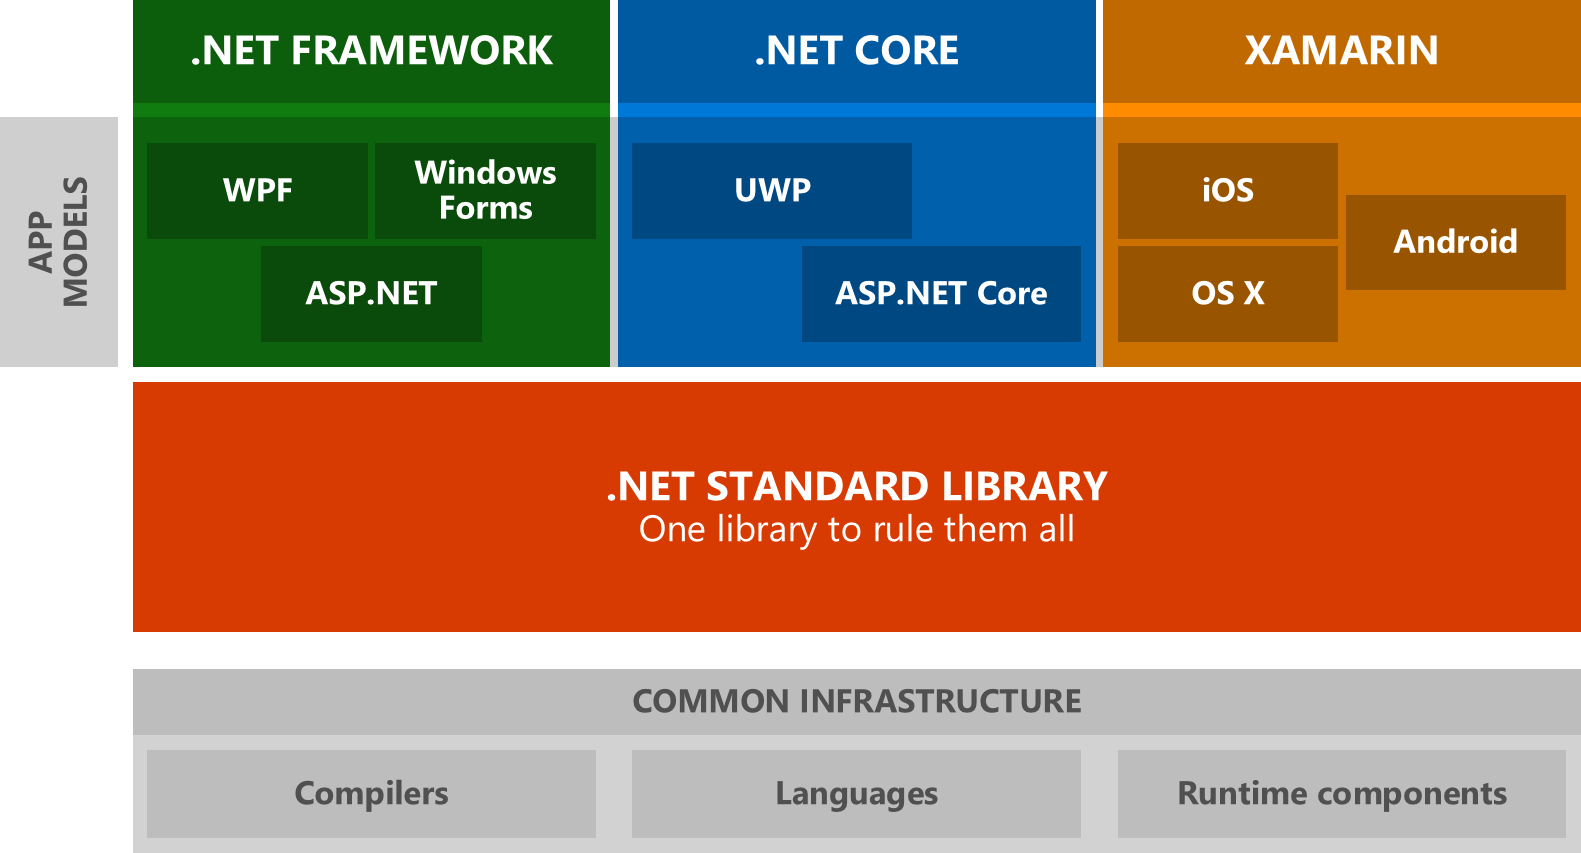 .NET FRAMEWORK
.NET CORE
XAMARIN
APP
MODELS
WPF
Windows
Forms
ASP.NET
UWP
ASP.NET Core
iOS
Android
OS X
.NET STANDARD LIBRARY
One library to rule them all
COMMON INFRASTRUCTURE
Compilers
Languages
Runtime components